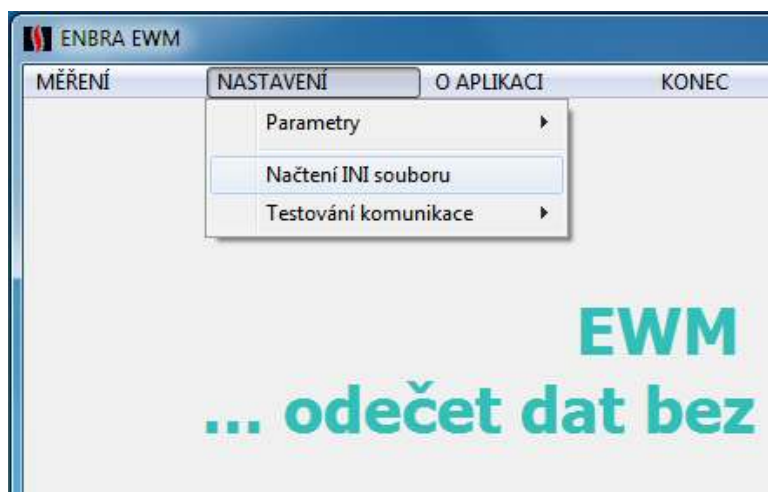 ENBRA EWM
MĚŘENÍ NASTAVENÍ O APLIKACI KONEC
Parametry
Načtení INI souboru
Testování komunikace
EWM
... odečet dat bez